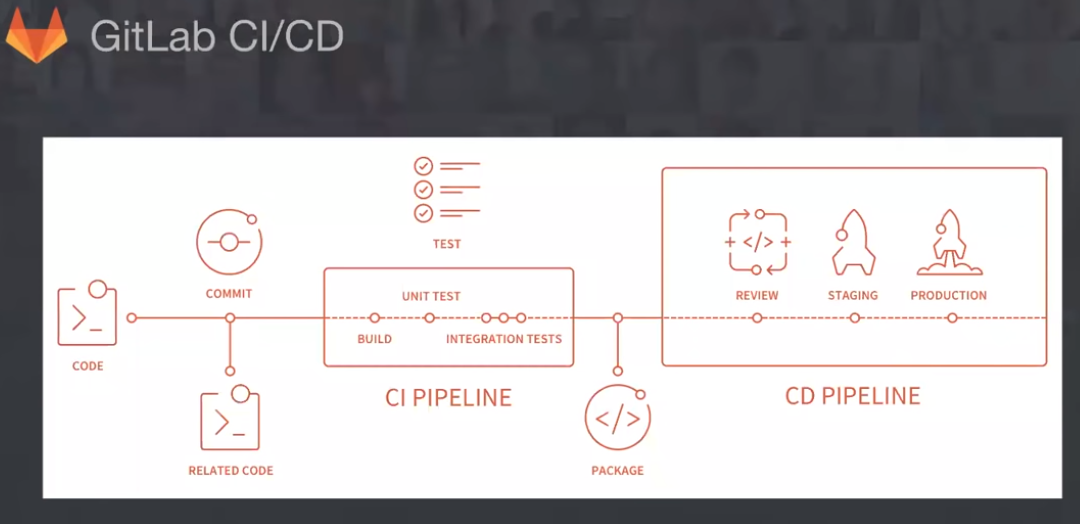 GitLab CI/CD
TEST
COMMIT
UNIT TEST
REVIEW
STAGING
PRODUCTION
BUILD
INTEGRATION TESTS
CODE
CI PIPELINE
CD PIPELINE
RELATED CODE
PACKAGE